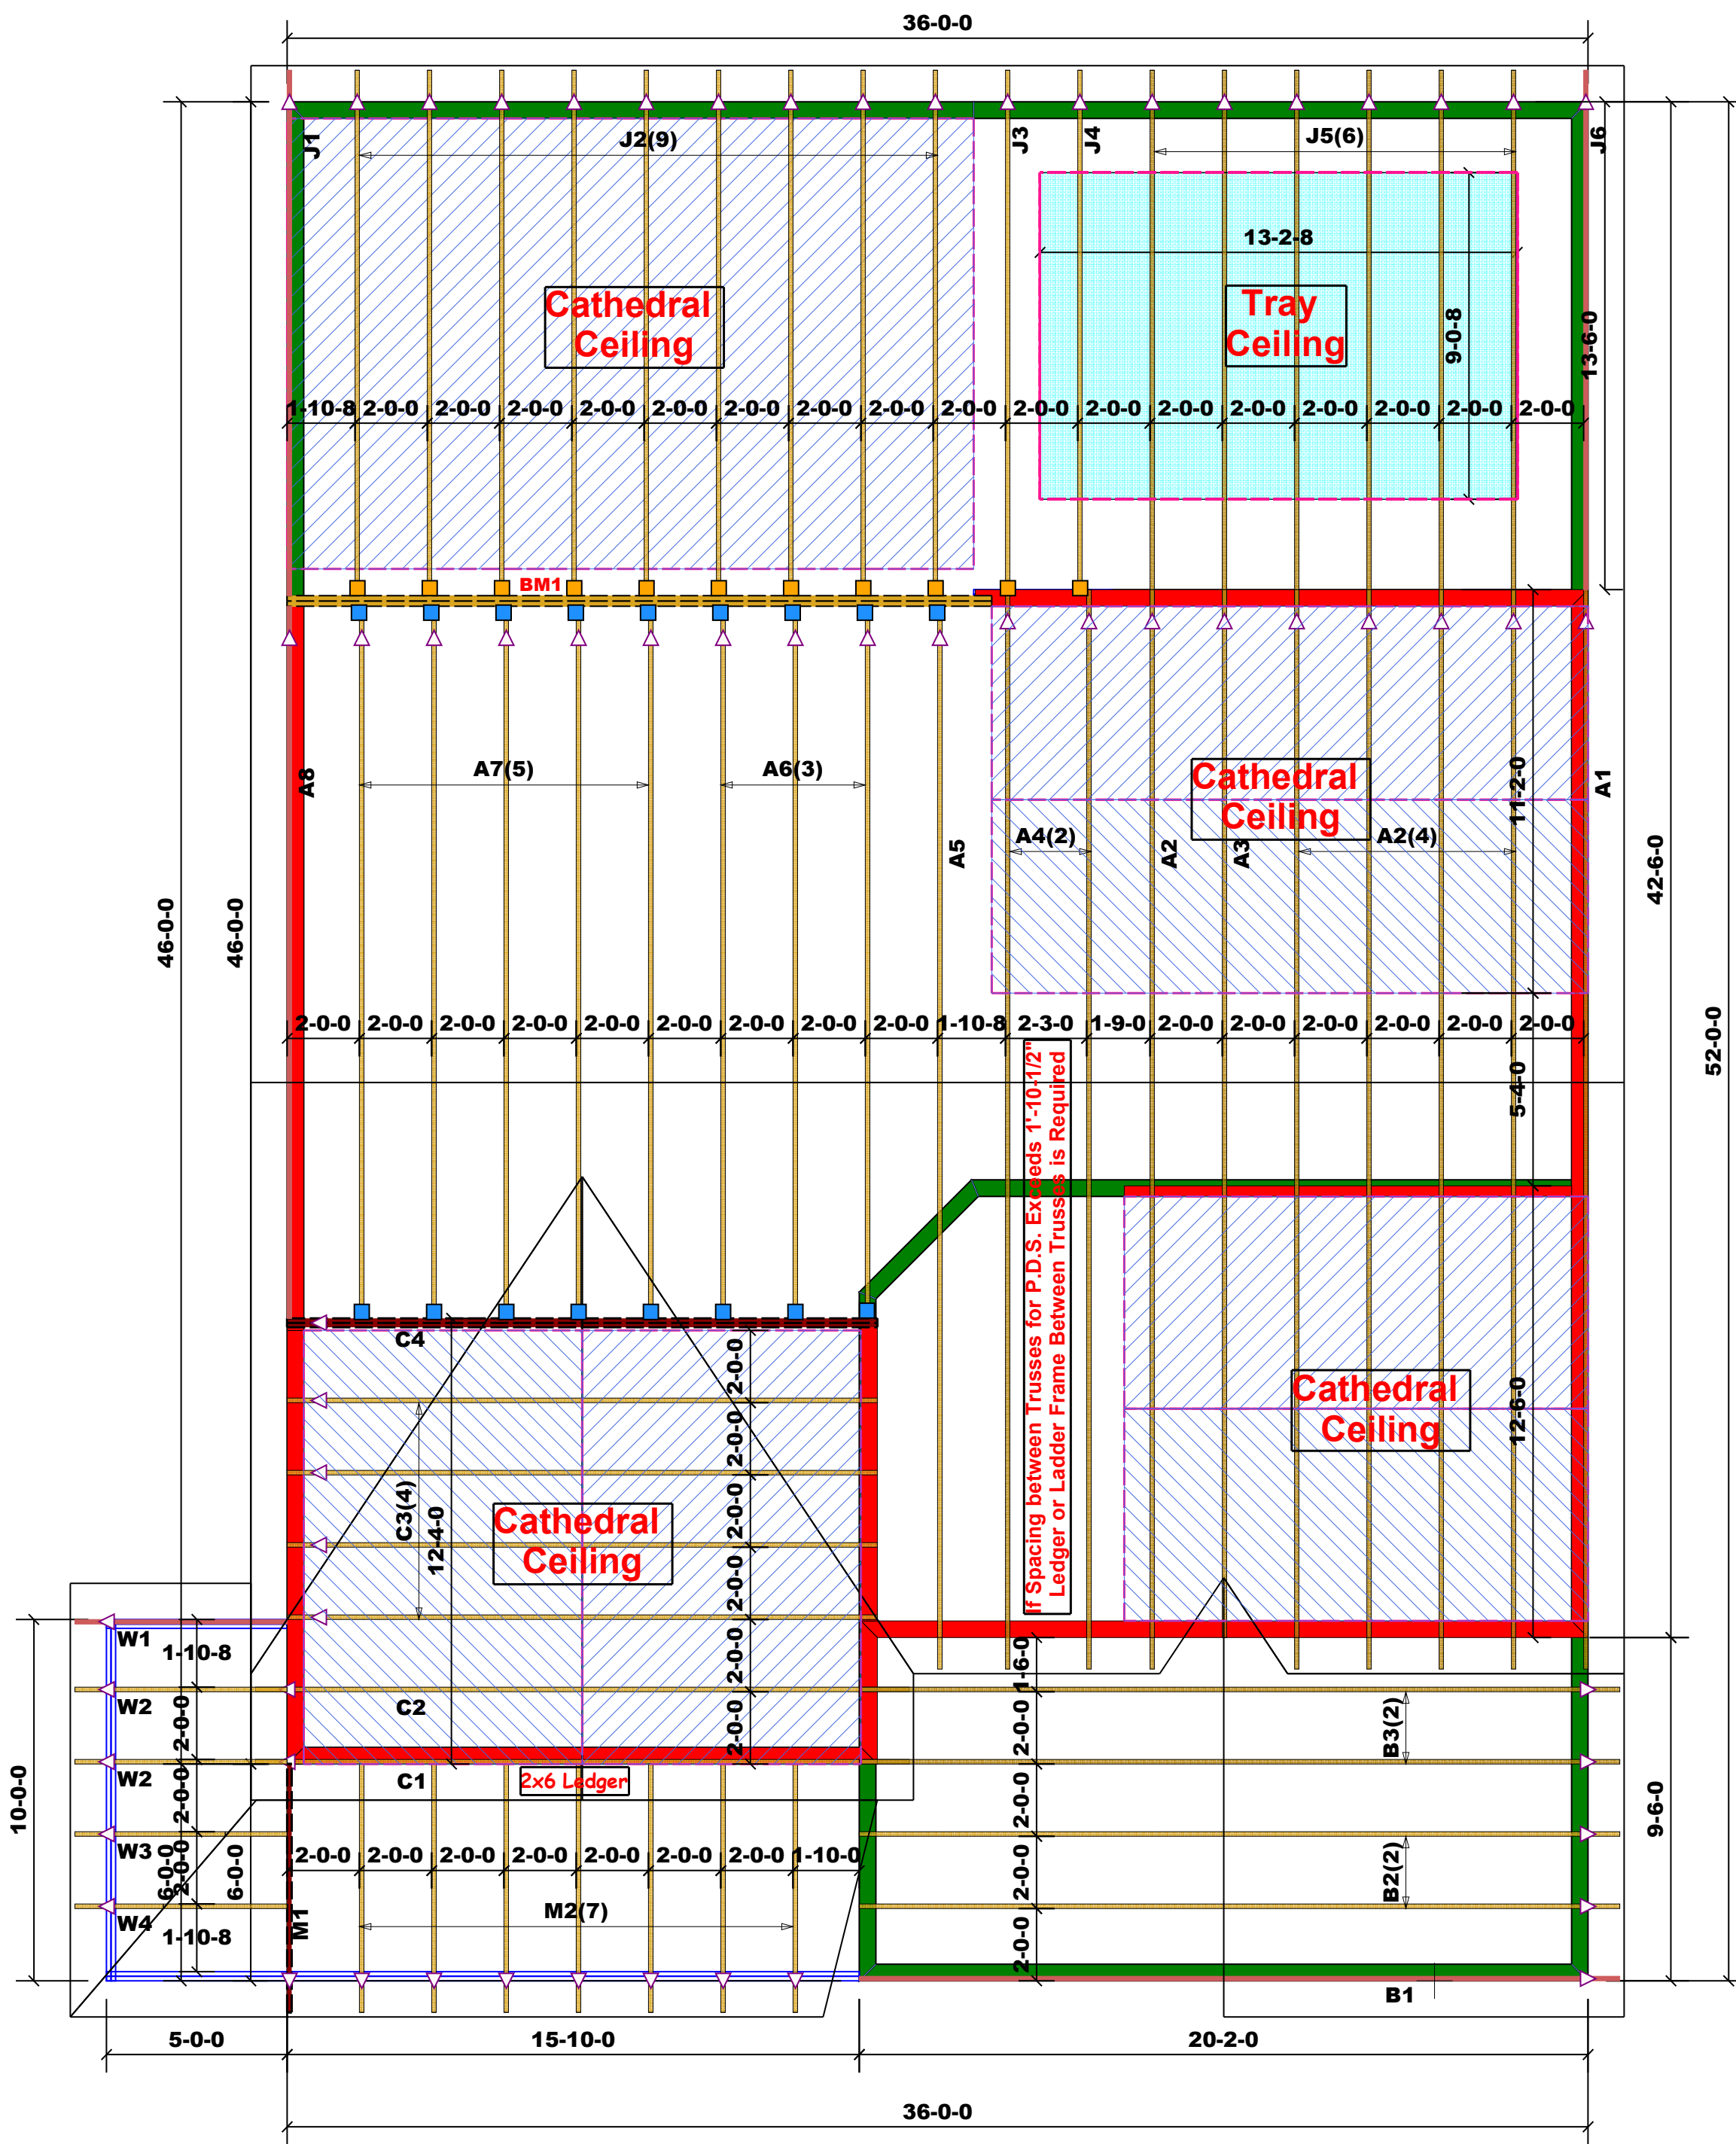 36-0-0
J1
J2(9)
J3
J4
J5(6)
J6
13-2-8
Cathedral
Ceiling
Tray
Ceiling
9-0-8
13-6-0
1-10-8 2-0-0 2-0-0 2-0-0 2-0-0 2-0-0 2-0-0 2-0-0 2-0-0 2-0-0 2-0-0 2-0-0 2-0-0 2-0-0 2-0-0 2-0-0 2-0-0 2-0-0
BM1
A8
A7(5)
A6(3)
Cathedral
Ceiling
11-2-0
A1
A5
A4(2)
A2
A3
A2(4)
42-6-0
46-0-0
46-0-0
2-0-0 2-0-0 2-0-0 2-0-0 2-0-0 2-0-0 2-0-0 2-0-0 2-0-0 1-10-8 2-3-0 1-9-0 2-0-0 2-0-0 2-0-0 2-0-0 2-0-0 2-0-0
52-0-0
5-4-0
If Spacing between Trusses for P.D.S. Exceeds 1'-10-1/2"
Ledger or Ladder Frame Between Trusses is Required
C4
2-0-0
2-0-0
2-0-0
2-0-0
2-0-0
2-0-0
Cathedral
Ceiling
12-6-0
C3(4)
12-4-0
Cathedral
Ceiling
W1
1-10-8
1-6-0
W2
2-0-0
C2
2-0-0
B3(2)
W2
2-0-0
C1
2x6 Ledger
2-0-0
10-0-0
9-6-0
W3
6-0-0
2-0-0
6-0-0
2-0-0 2-0-0 2-0-0 2-0-0 2-0-0 2-0-0 2-0-0 1-10-0
2-0-0
B2(2)
W4
1-10-8
M1
M2(7)
2-0-0
B1
5-0-0
15-10-0
20-2-0
36-0-0